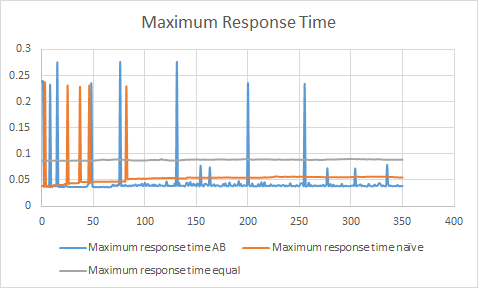 Maximum Response Time
0.3
0.25
0.2
0.15
0.1
0.05
0
0 50 100 150 200 250 300 350 400
Maximum response time AB Maximum response time naïve
Maximum response time equal